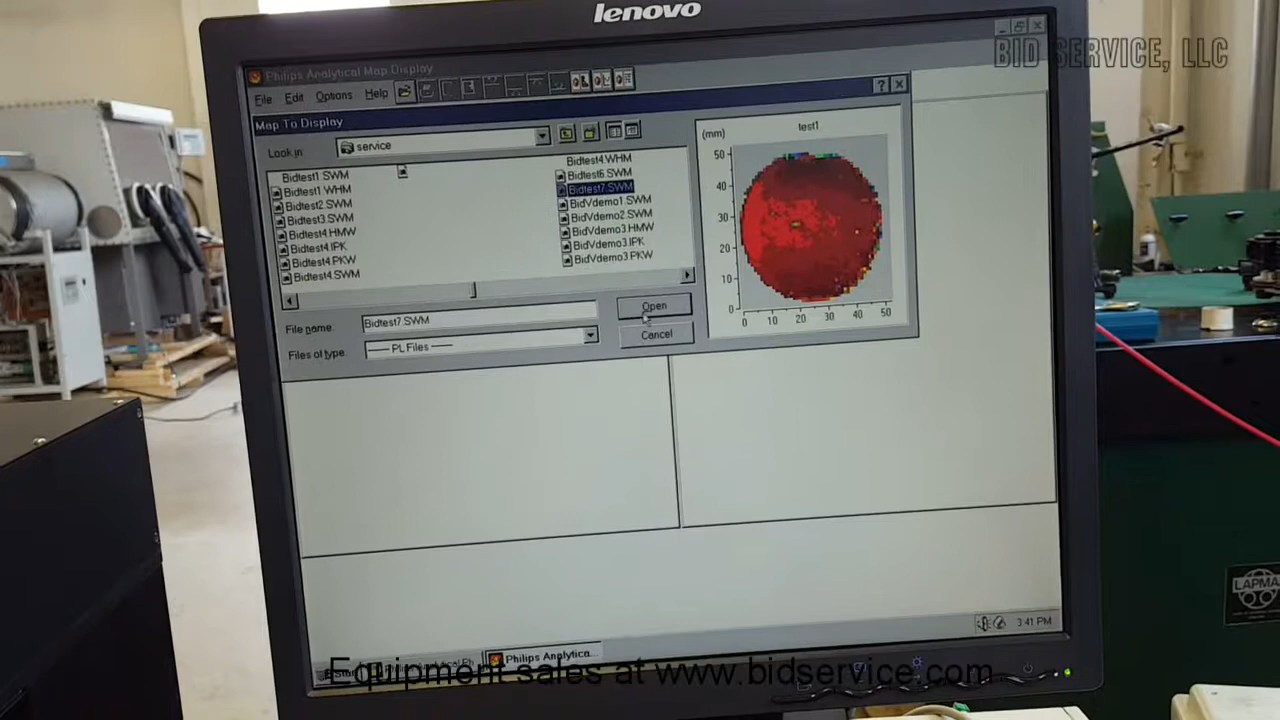 lenovo
BID SERVICE, LLC
Philips Analytical Map Display
File Edit Options Help
Map To Display
Look in:
service
Bidtest1.SWM
Bidtest1.WHM
Bidtest2.SWM
Bidtest3.SWM
Bidtest4.HMW
Bidtest4.IPK
Bidtest4.PKW
Bidtest4.SWM
Bidtest4.WHM
Bidtest6.SWM
Bidtest7.SWM
BidVdemo1.SWM
BidVdemo2.SWM
BidVdemo3.HMW
BidVdemo3.IPK
BidVdemo3.PKW
File name:
Bidtest7.SWM
Open
Files of type:
---- PL Files ----
Cancel
test1
(mm)
50
40
30
20
10
0
0 10 20 30 40 50
3:41 PM
Start
Philips Analytica...
Equipment sales at www.bidservice.com